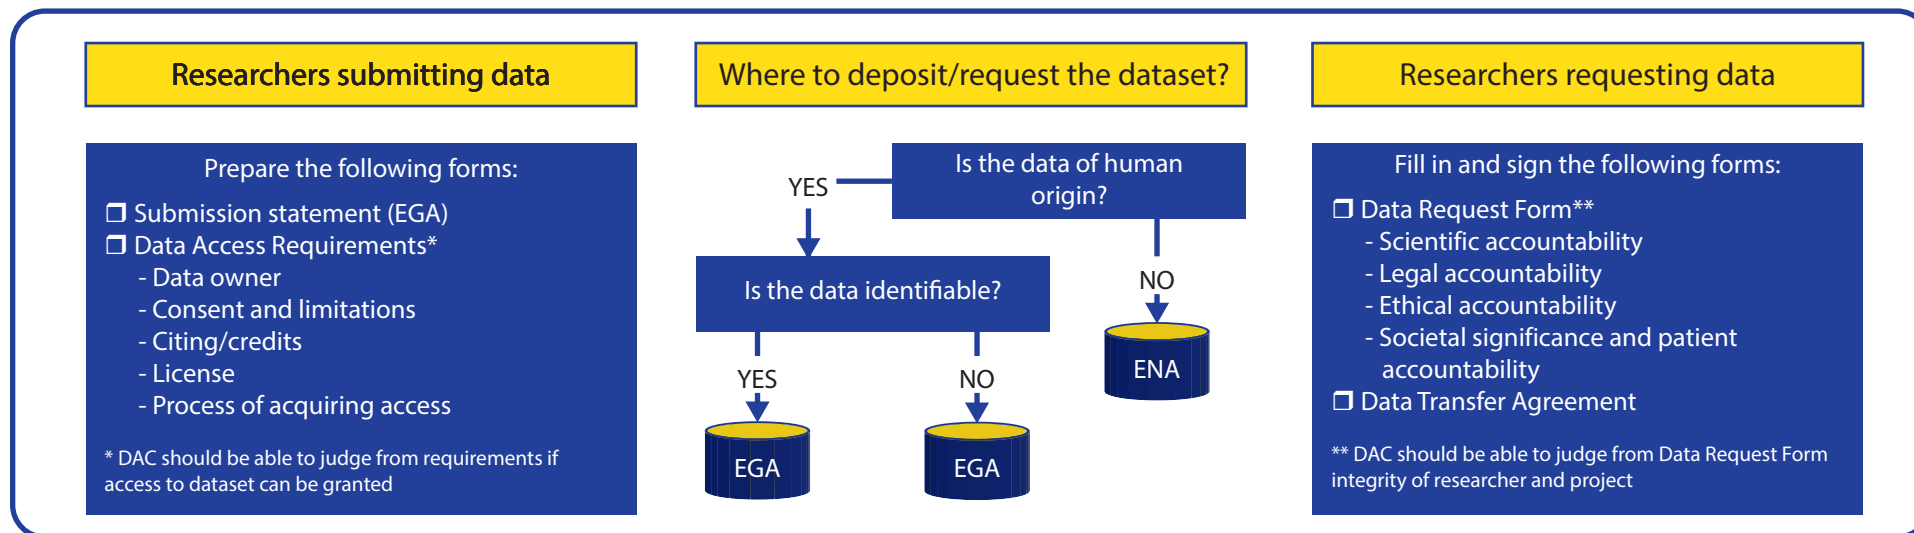 Researchers submitting data
Prepare the following forms:
❒ Submission statement (EGA)
❒ Data Access Requirements*
- Data owner
- Consent and limitations
- Citing/credits
- License
- Process of acquiring access
* DAC should be able to judge from requirements if
access to dataset can be granted
Where to deposit/request the dataset?
Is the data of human
origin?
YES
NO
Is the data identifiable?
ENA
YES
NO
EGA
EGA
Researchers requesting data
Fill in and sign the following forms:
❒ Data Request Form**
- Scientific accountability
- Legal accountability
- Ethical accountability
- Societal significance and patient
accountability
❒ Data Transfer Agreement
** DAC should be able to judge from Data Request Form
integrity of researcher and project